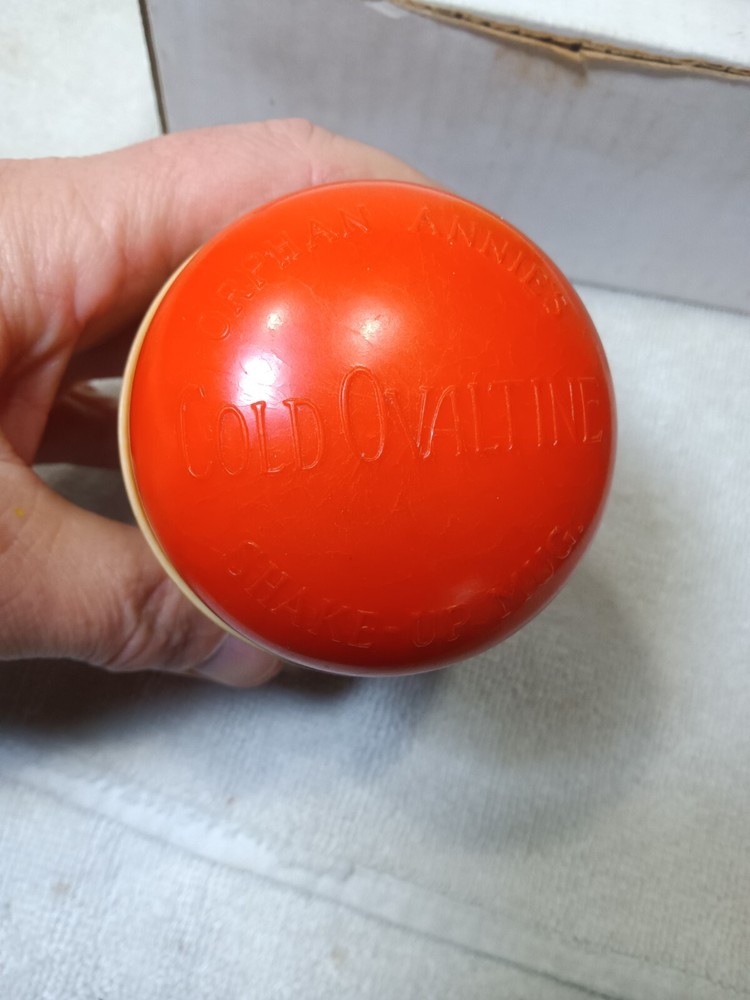 ORPHAN ANNIE'S
COLD OVALTINE
SHAKE-UP MUG.